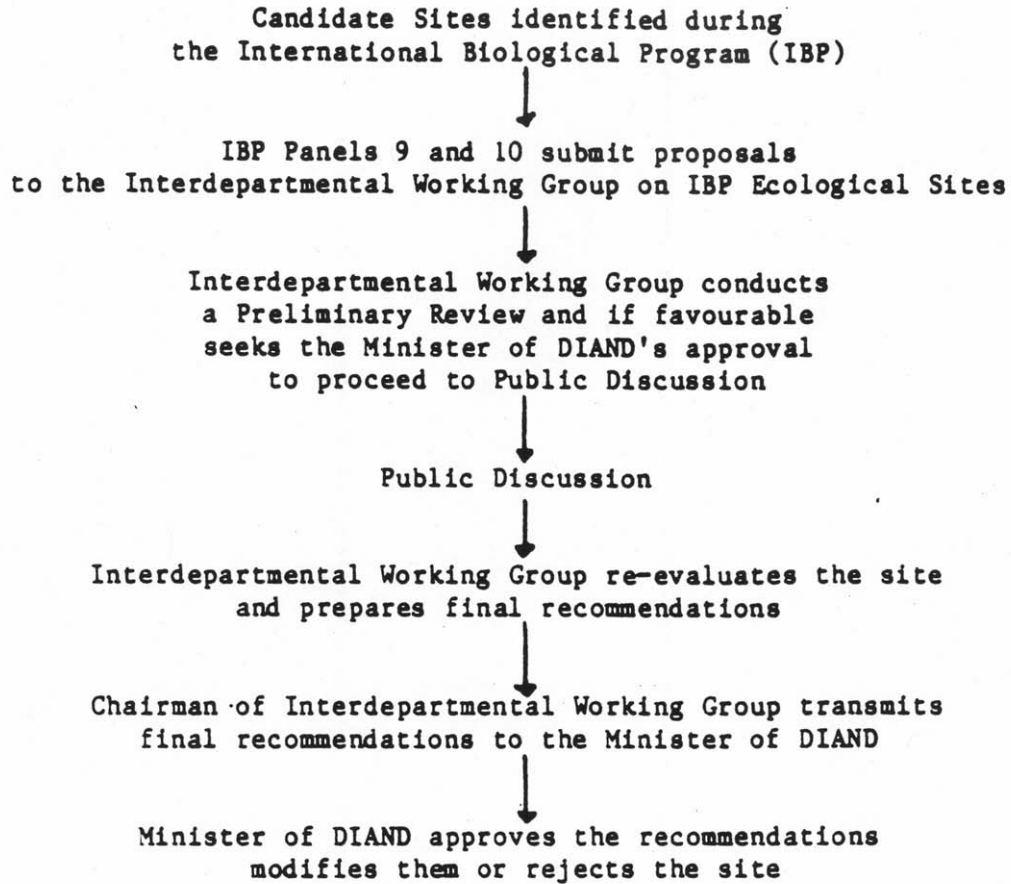 Candidate Sites identified during
the International Biological Program (IBP)
IBP Panels 9 and 10 submit proposals
to the Interdepartmental Working Group on IBP Ecological Sites
Interdepartmental Working Group conducts
a Preliminary Review and if favourable
seeks the Minister of DIAND's approval
to proceed to Public Discussion
Public Discussion
Interdepartmental Working Group re-evaluates the site
and prepares final recommendations
Chairman of Interdepartmental Working Group transmits
final recommendations to the Minister of DIAND
Minister of DIAND approves the recommendations
modifies them or rejects the site